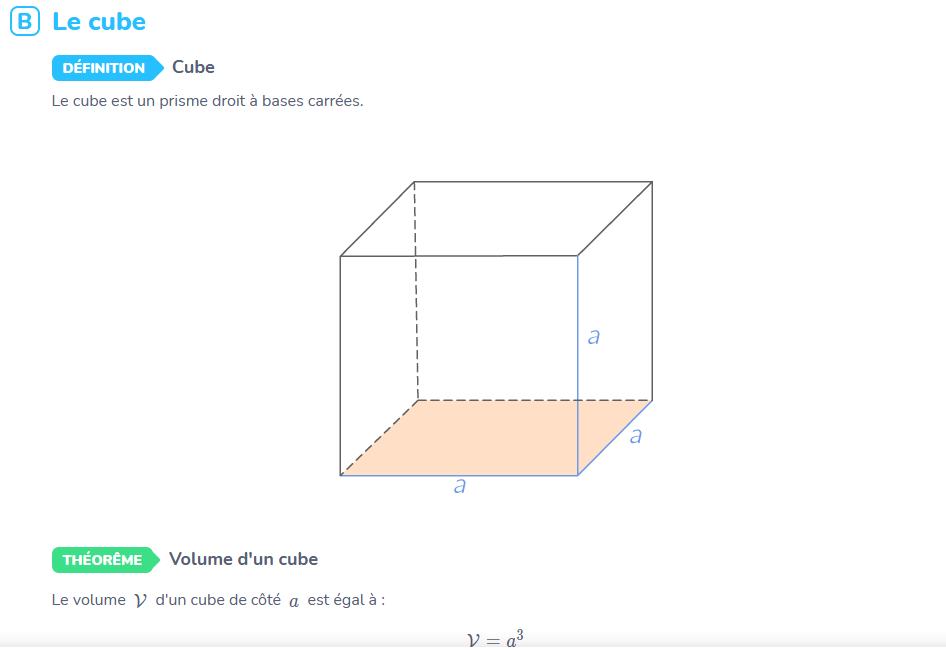 B Le cube
DÉFINITION Cube
Le cube est un prisme droit à bases carrées.
a
a
a
THÉORÊME Volume d'un cube
Le volume 𝒱 d'un cube de côté a est égal à :
𝒱 = a³